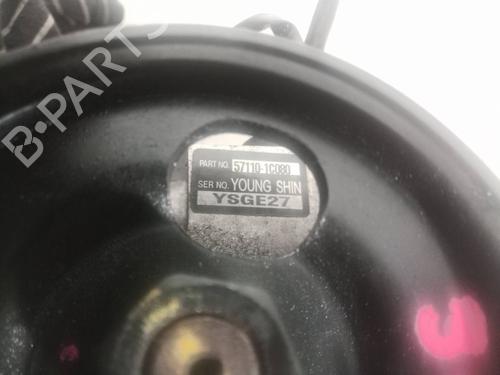 B-PARTS
PART NO. 57110-1C080
SER NO. YOUNG SHIN
YSGE27